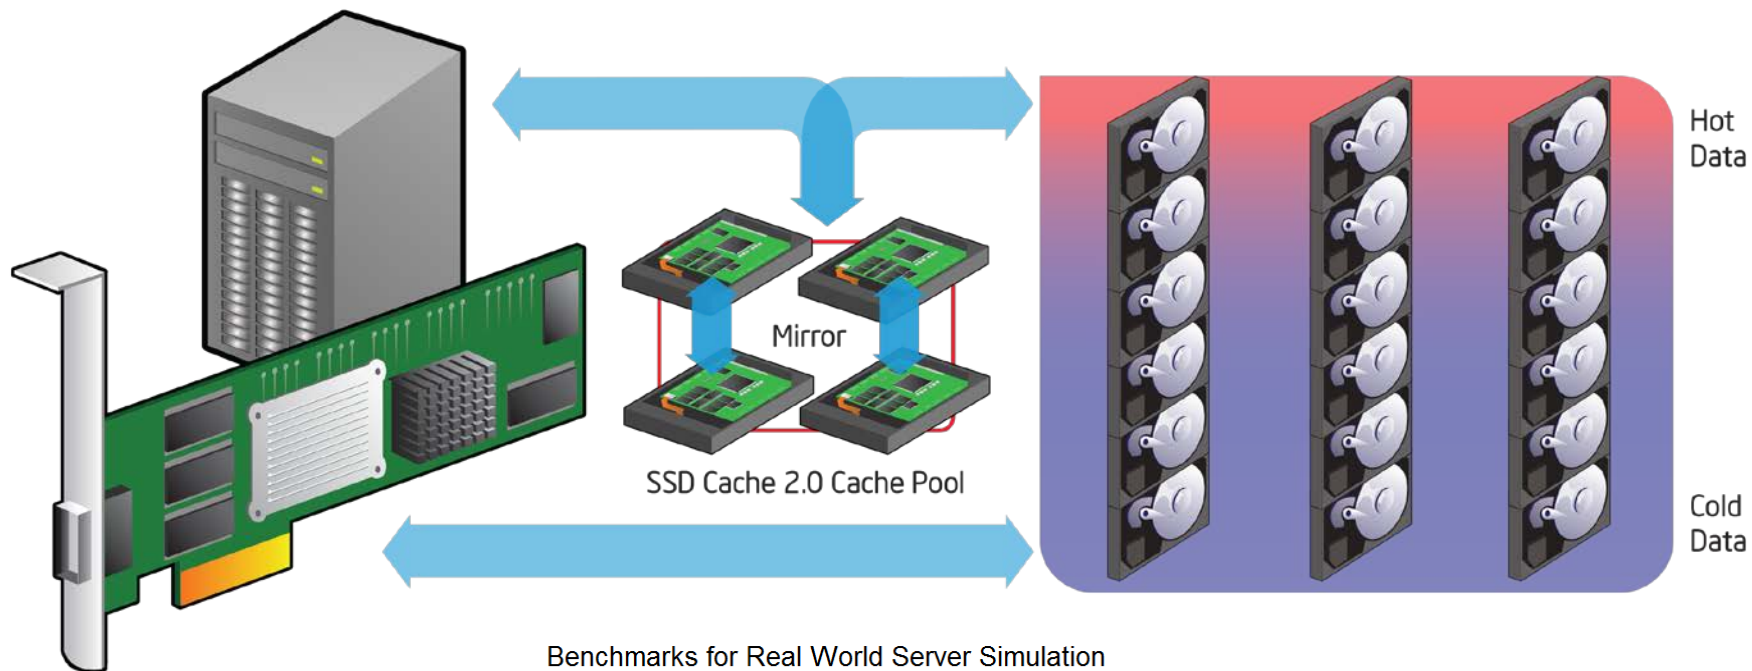 Hot
Data
Mirror
SSD Cache 2.0 Cache Pool
Cold
Data
Benchmarks for Real World Server Simulation